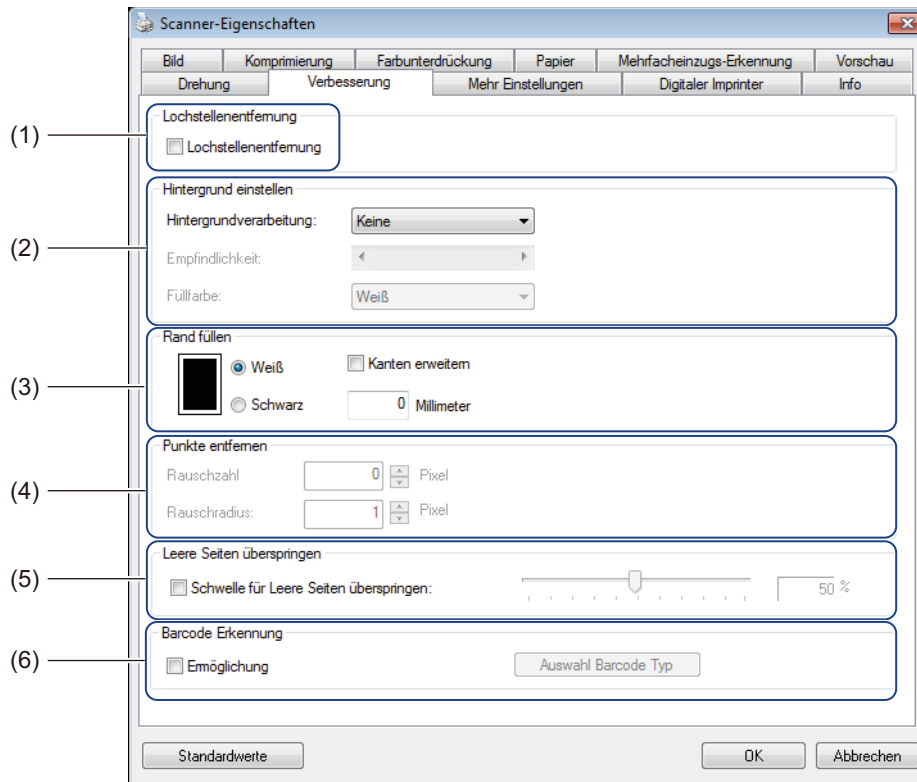 Scanner-Eigenschaften
Bild Komprimierung Farbunterdrückung Papier Mehrfacheinzugs-Erkennung Vorschau
Drehung Verbesserung Mehr Einstellungen Digitaler Imprinter Info
Lochstellenentfernung
(1) Lochstellenentfernung
Hintergrund einstellen
Hintergrundverarbeitung: Keine
(2) Empfindlichkeit:
Füllfarbe: Weiß
Rand füllen
Weiß Kanten erweitern
(3) Schwarz 0 Millimeter
Punkte entfernen
Rauschzahl 0 Pixel
(4) Rauschradius: 1 Pixel
Leere Seiten überspringen
(5) Schwelle für Leere Seiten überspringen: 50 %
Barcode Erkennung
(6) Ermöglichung Auswahl Barcode Typ
Standardwerte OK Abbrechen